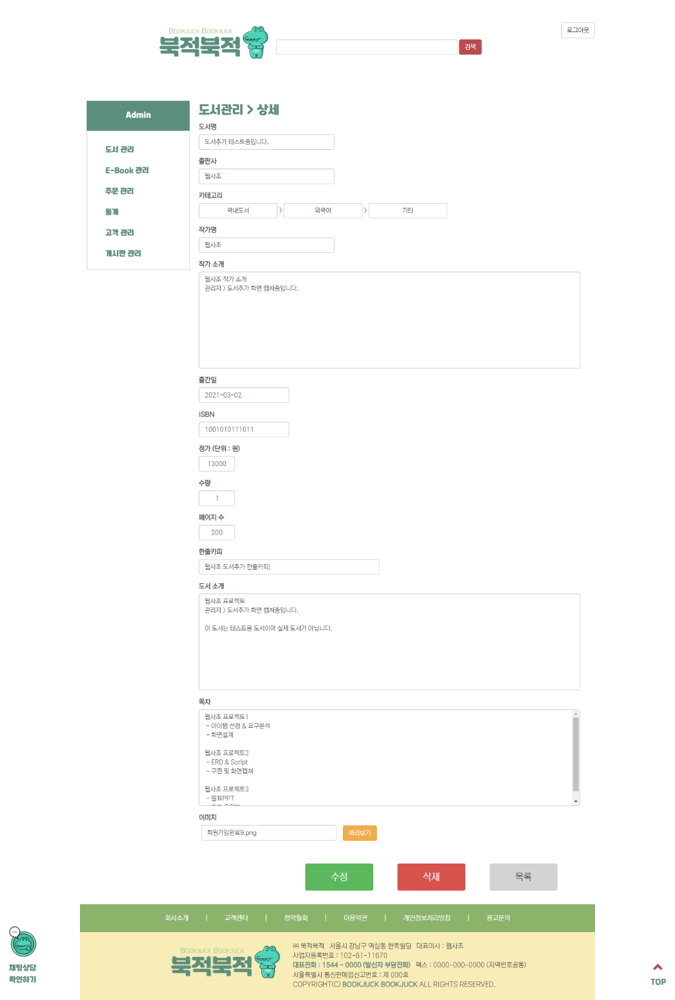 BOOKJUCK BOOKJUCK
북적북적
검색
로그아웃
Admin
도서 관리
E-Book 관리
주문 관리
통계
고객 관리
게시판 관리
도서관리 > 상세
도서명
도서추가 테스트중입니다.
출판사
웹사조
카테고리
국내도서 > 외국어 > 기타
작가명
웹사조
작가 소개
웹사조 작가 소개
관리자 > 도서추가 화면 캡쳐중입니다.
출간일
2021-03-02
ISBN
1001010111011
정가 (단위 : 원)
13000
수량
1
페이지 수
200
한줄카피
웹사조 도서추가 한줄카피!
도서 소개
웹사조 프로젝트
관리자 > 도서추가 화면 캡쳐중입니다.
이 도서는 테스트용 도서이며 실제 도서가 아닙니다.
목차
웹사조 프로젝트1
- 아이템 선정 & 요구분석
- 화면설계
웹사조 프로젝트2
- ERD & Script
- 구현 및 화면캡쳐
웹사조 프로젝트3
- 발표PPT
이미지
회원가입완료9.png
미리보기
수정
삭제
목록
회사소개 | 고객센터 | 청약철회 | 이용약관 | 개인정보처리방침 | 광고문의
BOOKJUCK BOOKJUCK
북적북적
㈜ 북적북적 서울시 강남구 역삼동 한독빌딩 대표이사 : 웹사조
사업자등록번호 : 102-81-11670
대표전화 : 1544 - 0000 (발신자 부담전화) 팩스 : 0000-000-0000 (지역번호공통)
서울특별시 통신판매업신고번호 : 제 000호
COPYRIGHT(C) BOOKJUCK BOOKJUCK ALL RIGHTS RESERVED.
채팅상담
확인하기
TOP